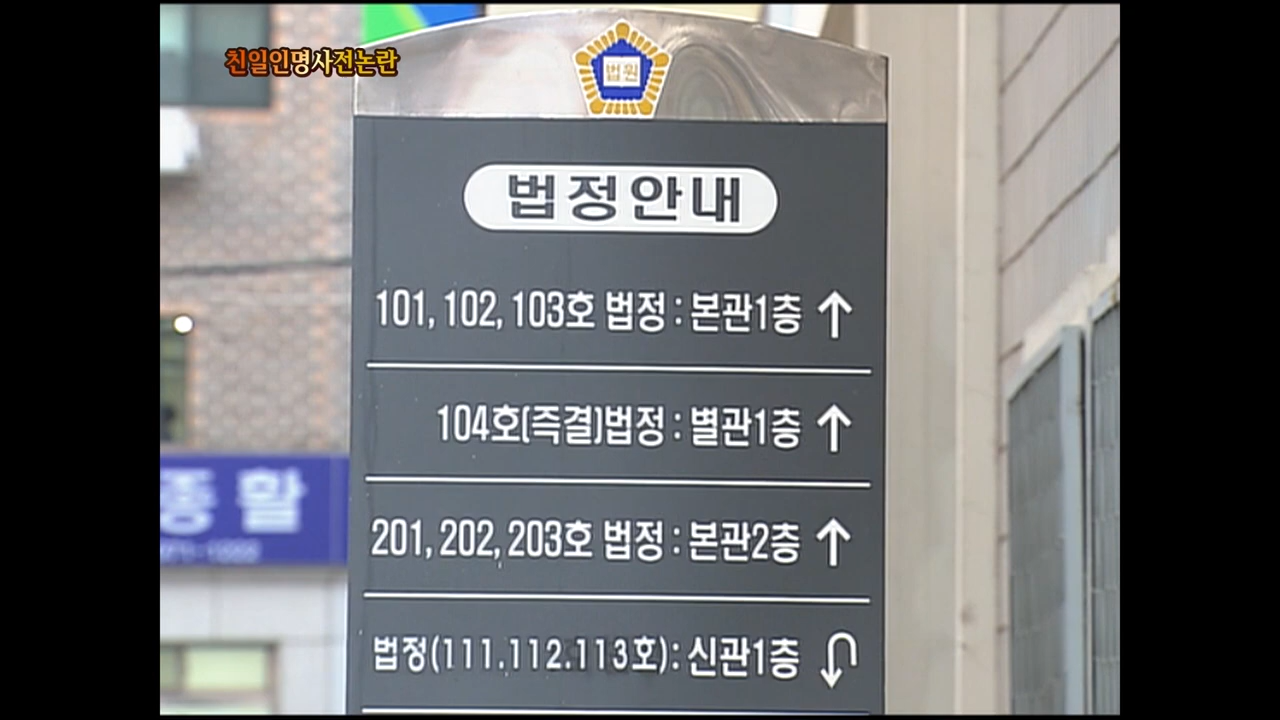 친일인명사전논란
법원
법정안내
101, 102, 103호 법정 : 본관1층 ↑
104호(즉결)법정 : 별관1층 ↑
201, 202, 203호 법정 : 본관2층 ↑
종 활
법정(111.112.113호) : 신관1층